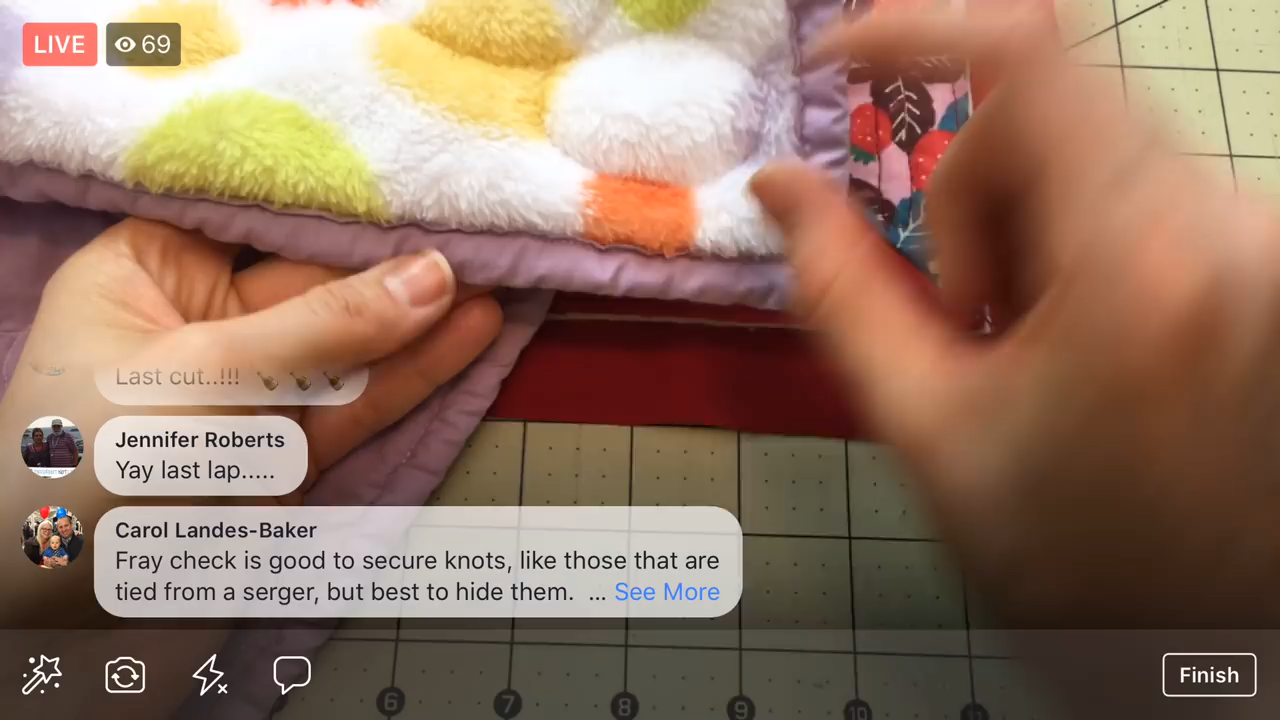 LIVE
69
Last cut..!!!
Jennifer Roberts
Yay last lap.....
Carol Landes-Baker
Fray check is good to secure knots, like those that are
tied from a serger, but best to hide them. ... See More
Finish
6 7 8 9 10 11